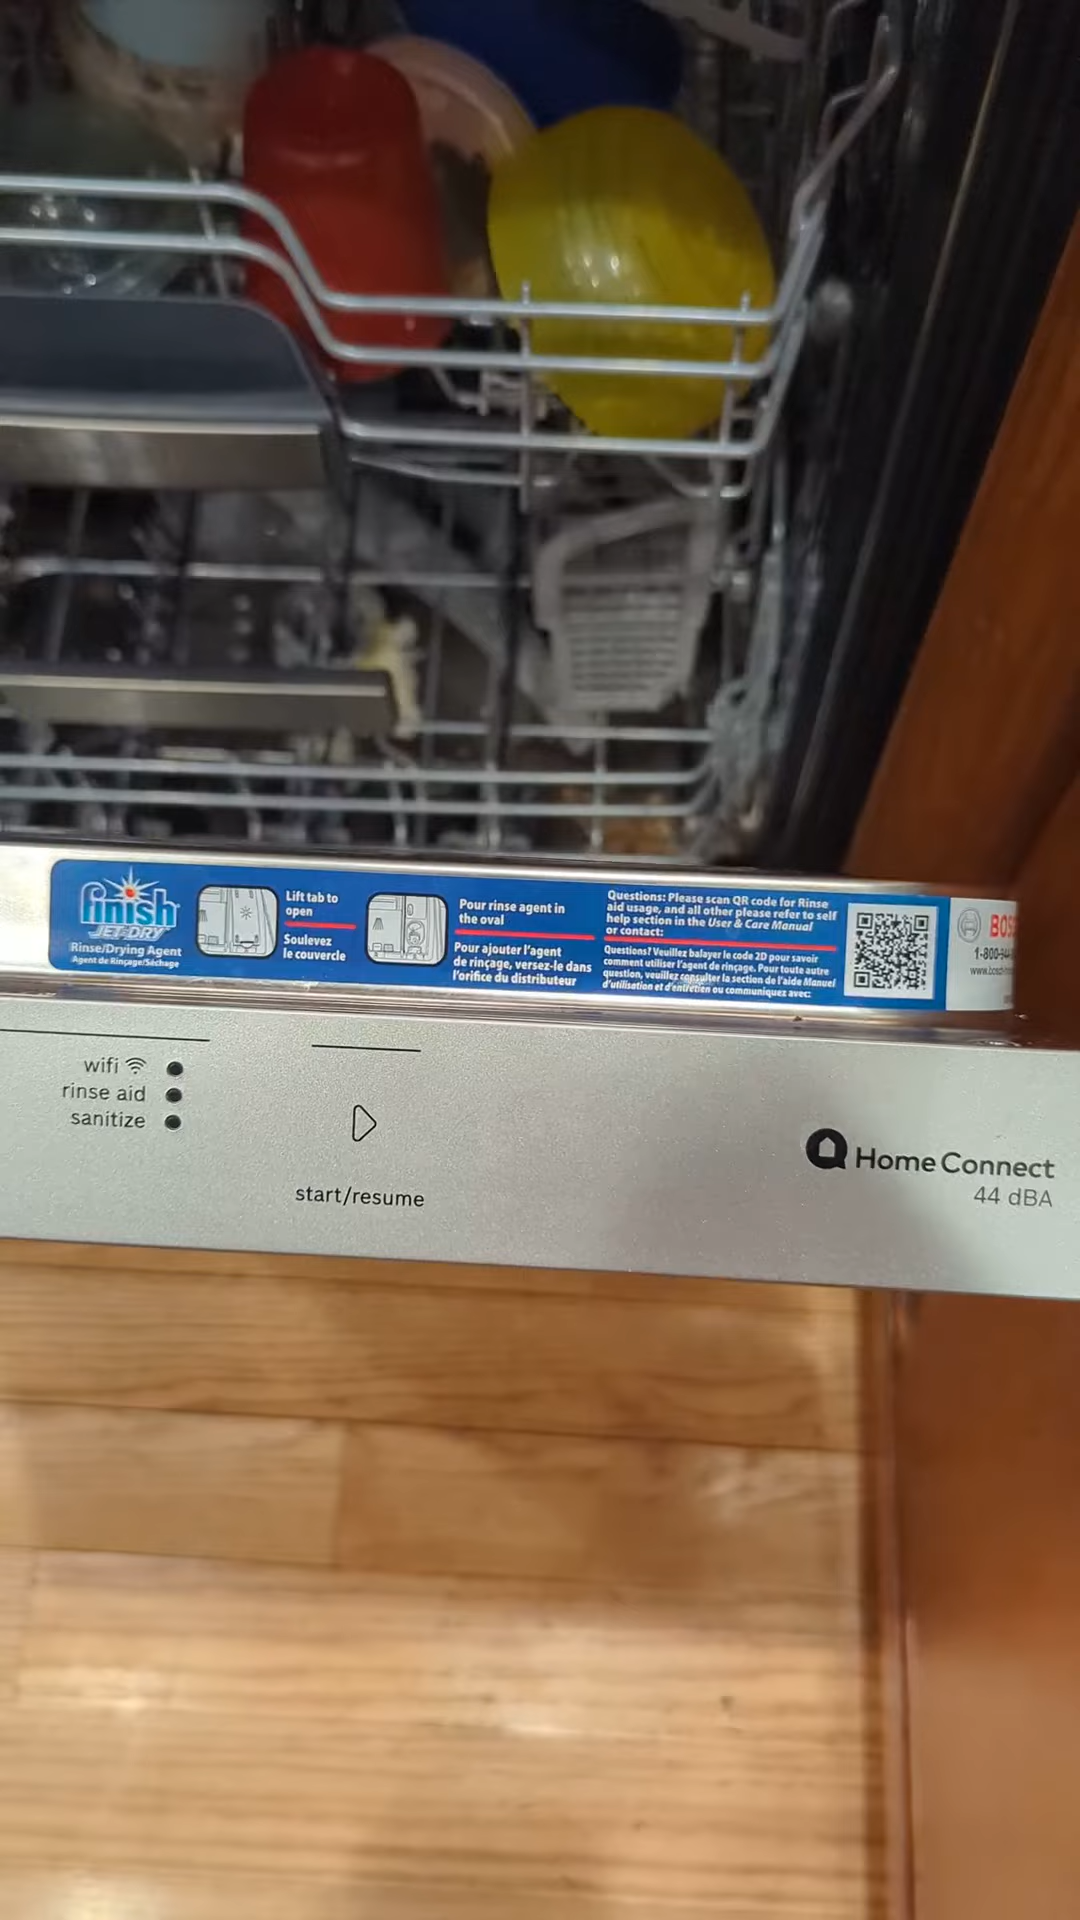 finish
JET-DRY
Rinse/Drying Agent
Agent de Rinçage/Séchage
Lift tab to
open
Soulevez
le couvercle
Pour rinse agent in
the oval
Pour ajouter l'agent
de rinçage, versez-le dans
l'orifice du distributeur
Questions: Please scan QR code for Rinse
aid usage, and all other please refer to self
help section in the User & Care Manual
or contact:
Questions? Veuillez balayer le code 2D pour savoir
comment utiliser l'agent de rinçage. Pour toute autre
question, veuillez consulter la section de l'aide Manuel
d'utilisation et d'entretien ou communiquez avec:
1-800-944
wifi
rinse aid
sanitize
start/resume
Home Connect
44 dBA